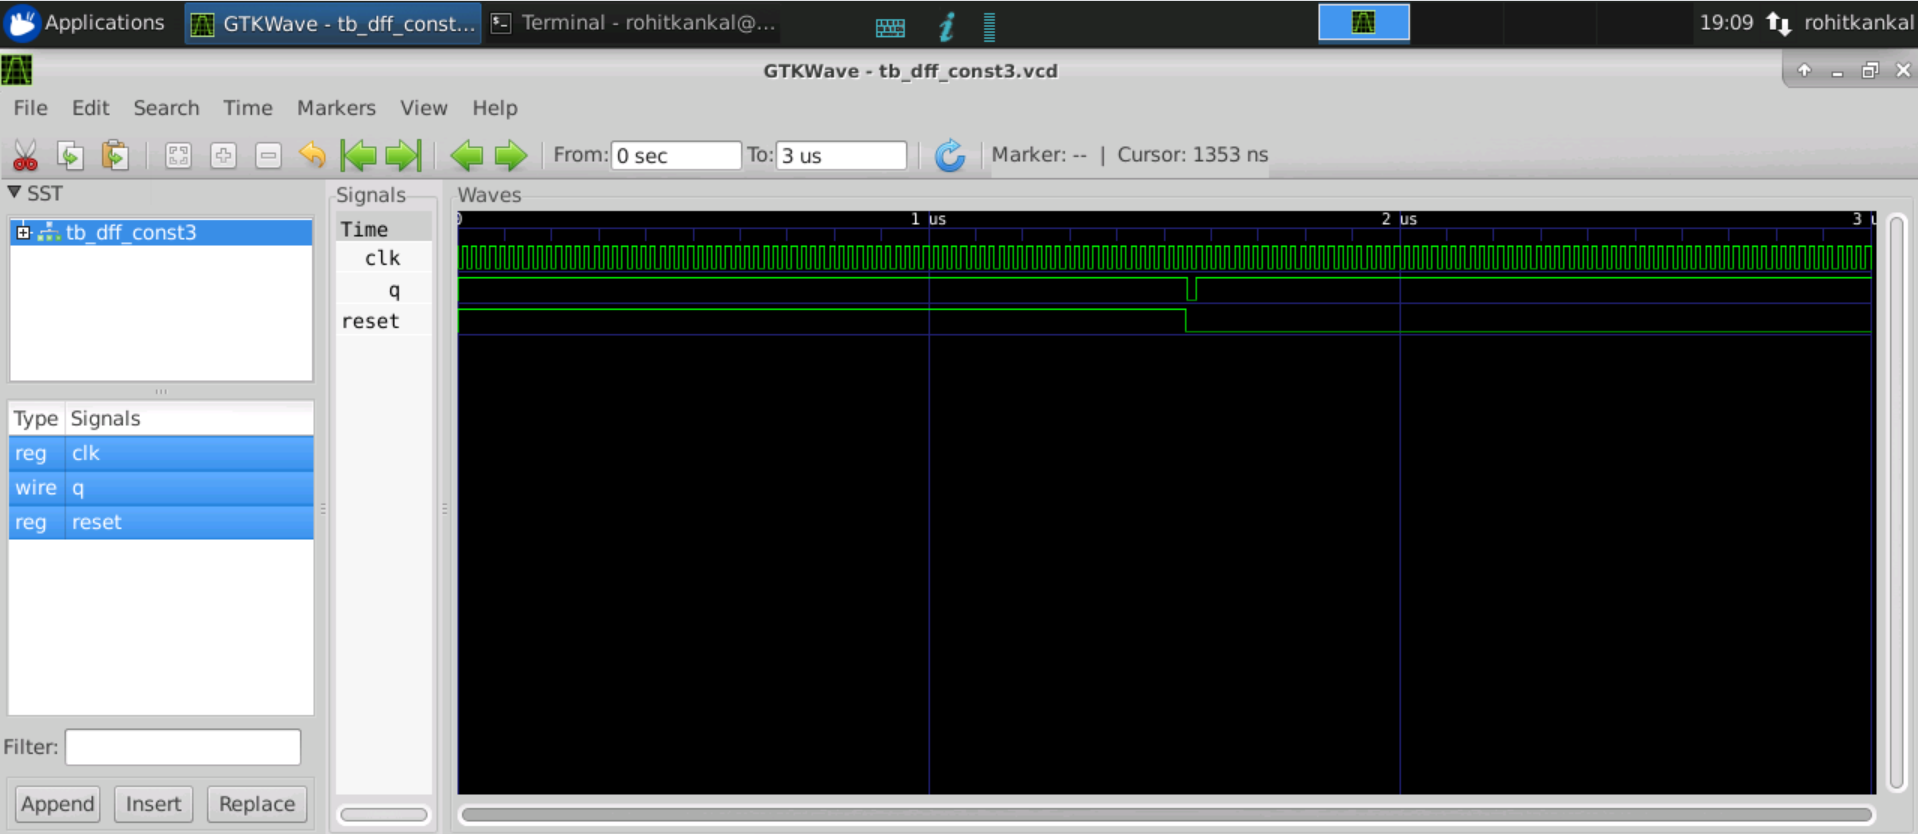 Applications GTKWave - tb_dff_const... Terminal - rohitkankal@... 19:09 rohitkankal
GTKWave - tb_dff_const3.vcd
File Edit Search Time Markers View Help
From: 0 sec To: 3 us Marker: -- | Cursor: 1353 ns
SST
tb_dff_const3
Type Signals
reg clk
wire q
reg reset
Filter:
Append Insert Replace
Signals
Time
clk
q
reset
Waves
0 1 us 2 us 3 u